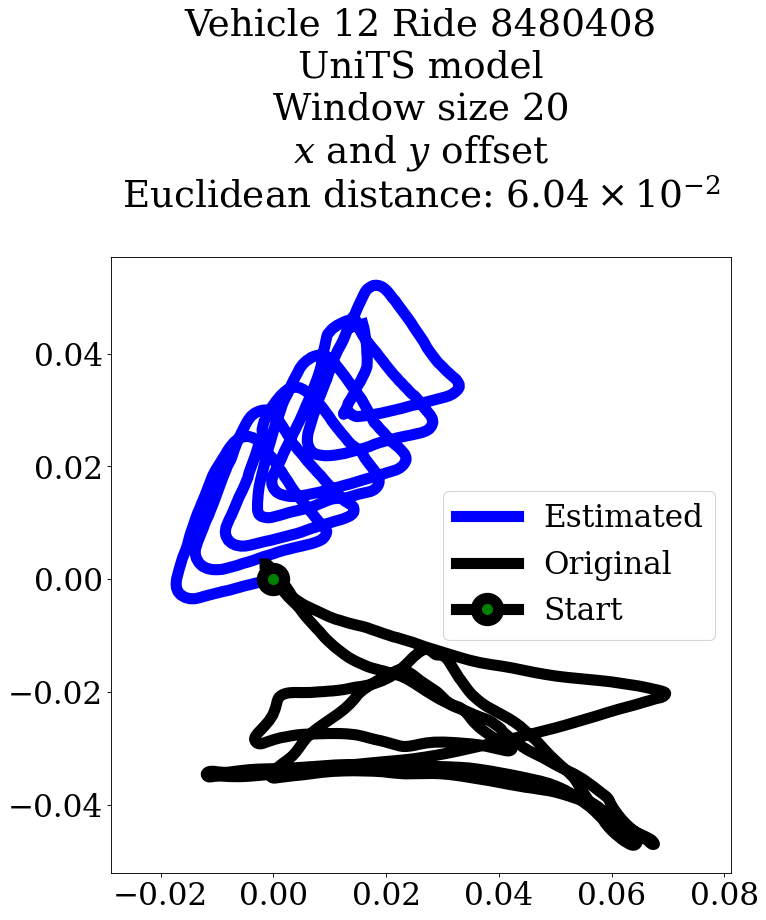 Vehicle 12 Ride 8480408
UniTS model
Window size 20
x and y offset
Euclidean distance: 6.04 × 10⁻²
0.04
0.02
0.00
−0.02
−0.04
Estimated
Original
Start
−0.02 0.00 0.02 0.04 0.06 0.08